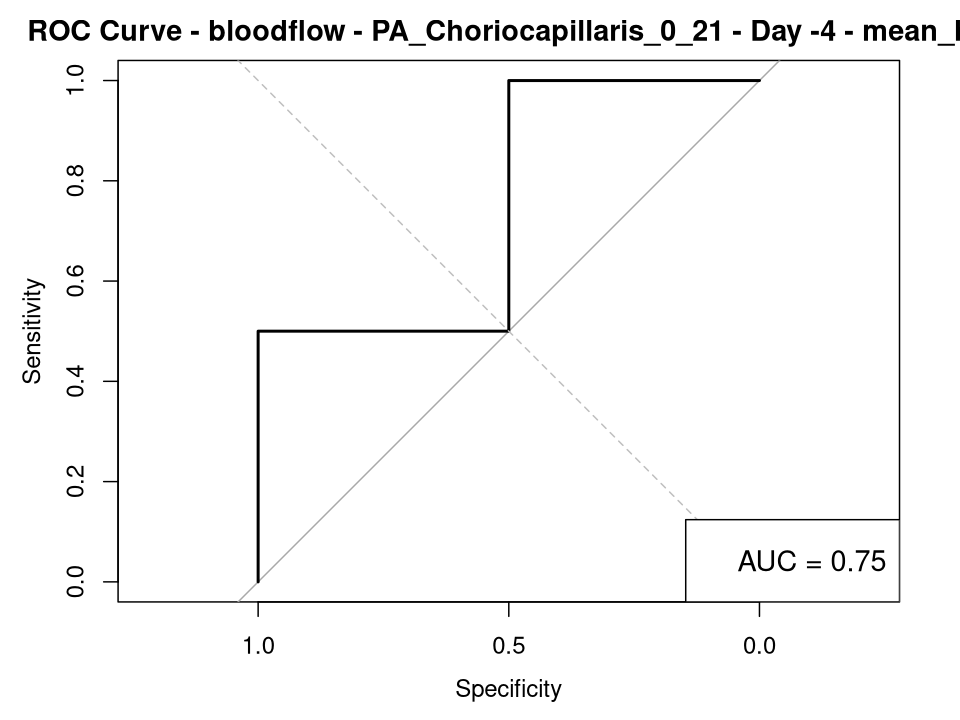 ROC Curve - bloodflow - PA_Choriocapillaris_0_21 - Day -4 - mean_
1.0
0.8
0.6
0.4
0.2
0.0
Sensitivity
AUC = 0.75
1.0 0.5 0.0
Specificity